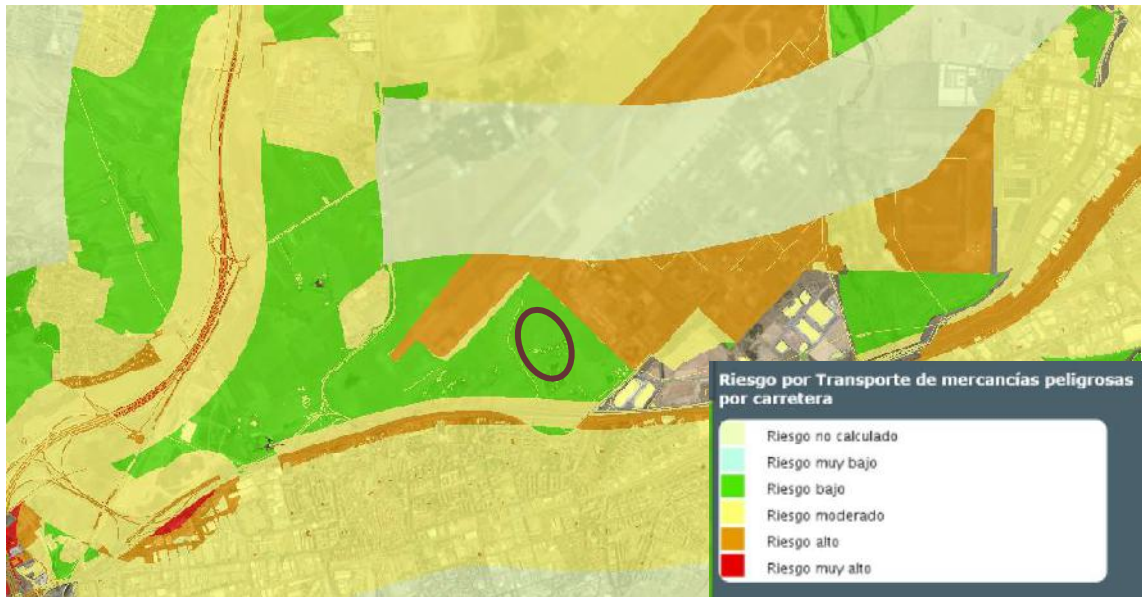 Riesgo por Transporte de mercancías peligrosas
por carretera
Riesgo no calculado
Riesgo muy bajo
Riesgo bajo
Riesgo moderado
Riesgo alto
Riesgo muy alto